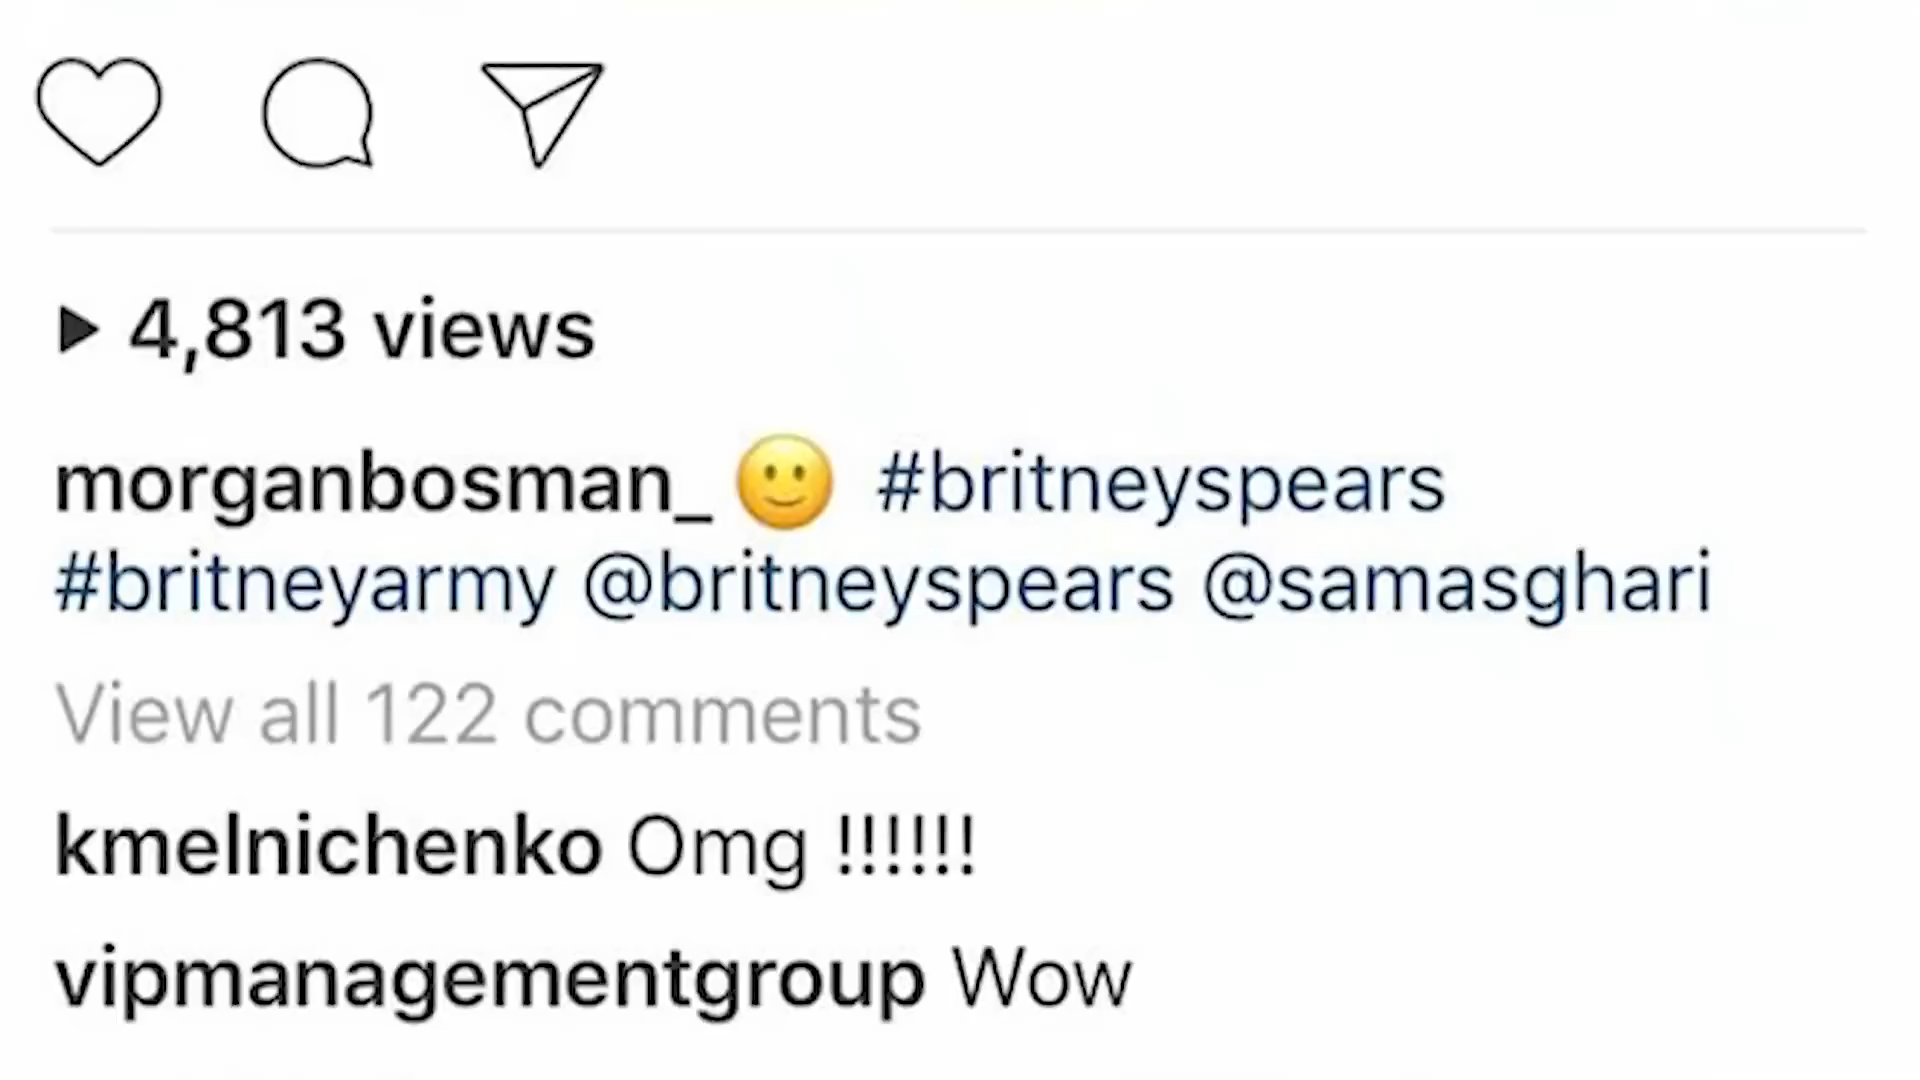 4,813 views
morganbosman_ 🙂 #britneyspears
#britneyarmy @britneyspears @samasghari
View all 122 comments
kmelnichenko Omg !!!!!!
vipmanagementgroup Wow